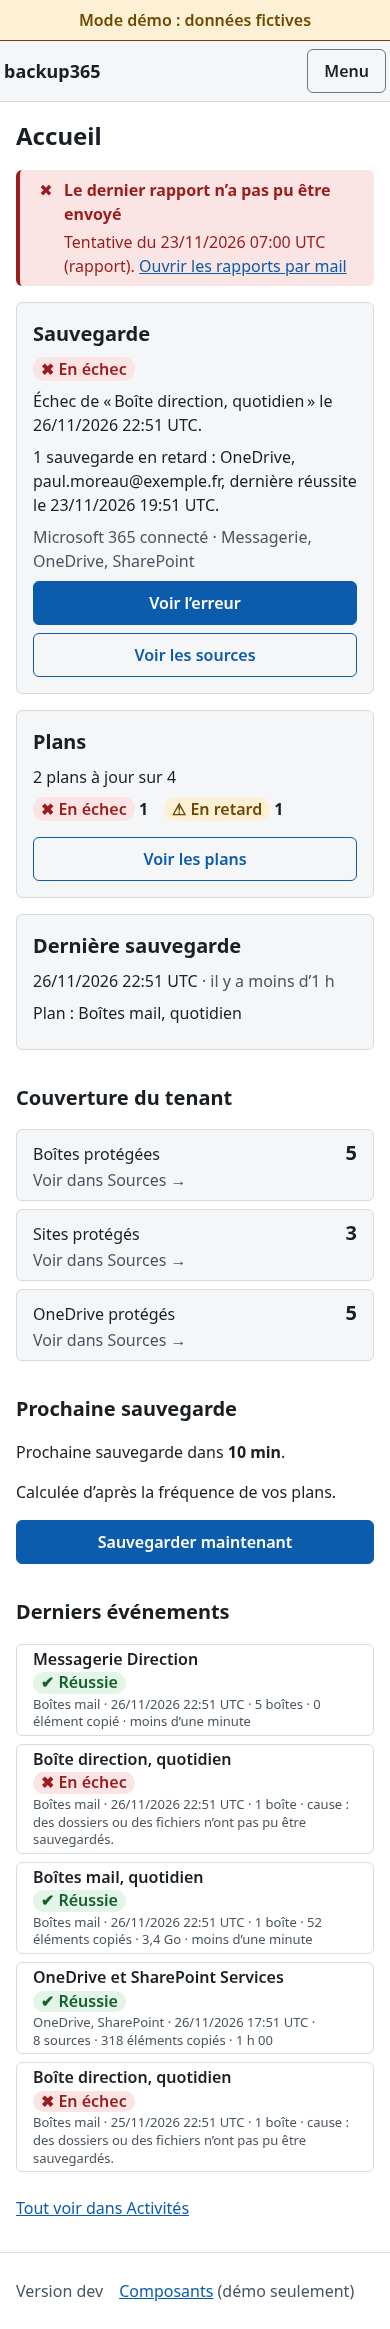 Mode démo : données fictives
backup365
Menu
Accueil
✖ Le dernier rapport n’a pas pu être
envoyé
Tentative du 23/11/2026 07:00 UTC
(rapport). Ouvrir les rapports par mail
Sauvegarde
✖ En échec
Échec de « Boîte direction, quotidien » le
26/11/2026 22:51 UTC.
1 sauvegarde en retard : OneDrive,
paul.moreau@exemple.fr, dernière réussite
le 23/11/2026 19:51 UTC.
Microsoft 365 connecté · Messagerie,
OneDrive, SharePoint
Voir l’erreur
Voir les sources
Plans
2 plans à jour sur 4
✖ En échec 1 ⚠ En retard 1
Voir les plans
Dernière sauvegarde
26/11/2026 22:51 UTC · il y a moins d’1 h
Plan : Boîtes mail, quotidien
Couverture du tenant
Boîtes protégées 5
Voir dans Sources →
Sites protégés 3
Voir dans Sources →
OneDrive protégés 5
Voir dans Sources →
Prochaine sauvegarde
Prochaine sauvegarde dans 10 min.
Calculée d’après la fréquence de vos plans.
Sauvegarder maintenant
Derniers événements
Messagerie Direction
✔ Réussie
Boîtes mail · 26/11/2026 22:51 UTC · 5 boîtes · 0
élément copié · moins d’une minute
Boîte direction, quotidien
✖ En échec
Boîtes mail · 26/11/2026 22:51 UTC · 1 boîte · cause :
des dossiers ou des fichiers n’ont pas pu être
sauvegardés.
Boîtes mail, quotidien
✔ Réussie
Boîtes mail · 26/11/2026 22:51 UTC · 1 boîte · 52
éléments copiés · 3,4 Go · moins d’une minute
OneDrive et SharePoint Services
✔ Réussie
OneDrive, SharePoint · 26/11/2026 17:51 UTC ·
8 sources · 318 éléments copiés · 1 h 00
Boîte direction, quotidien
✖ En échec
Boîtes mail · 25/11/2026 22:51 UTC · 1 boîte · cause :
des dossiers ou des fichiers n’ont pas pu être
sauvegardés.
Tout voir dans Activités
Version dev Composants (démo seulement)